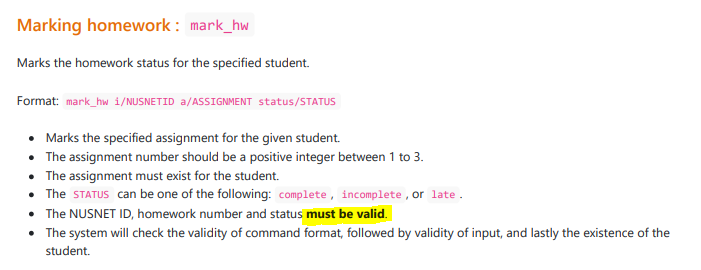 Marking homework : mark_hw
Marks the homework status for the specified student.
Format: mark_hw i/NUSNETID a/ASSIGNMENT status/STATUS
• Marks the specified assignment for the given student.
• The assignment number should be a positive integer between 1 to 3.
• The assignment must exist for the student.
• The STATUS can be one of the following: complete, incomplete, or late.
• The NUSNET ID, homework number and status must be valid.
• The system will check the validity of command format, followed by validity of input, and lastly the existence of the
student.